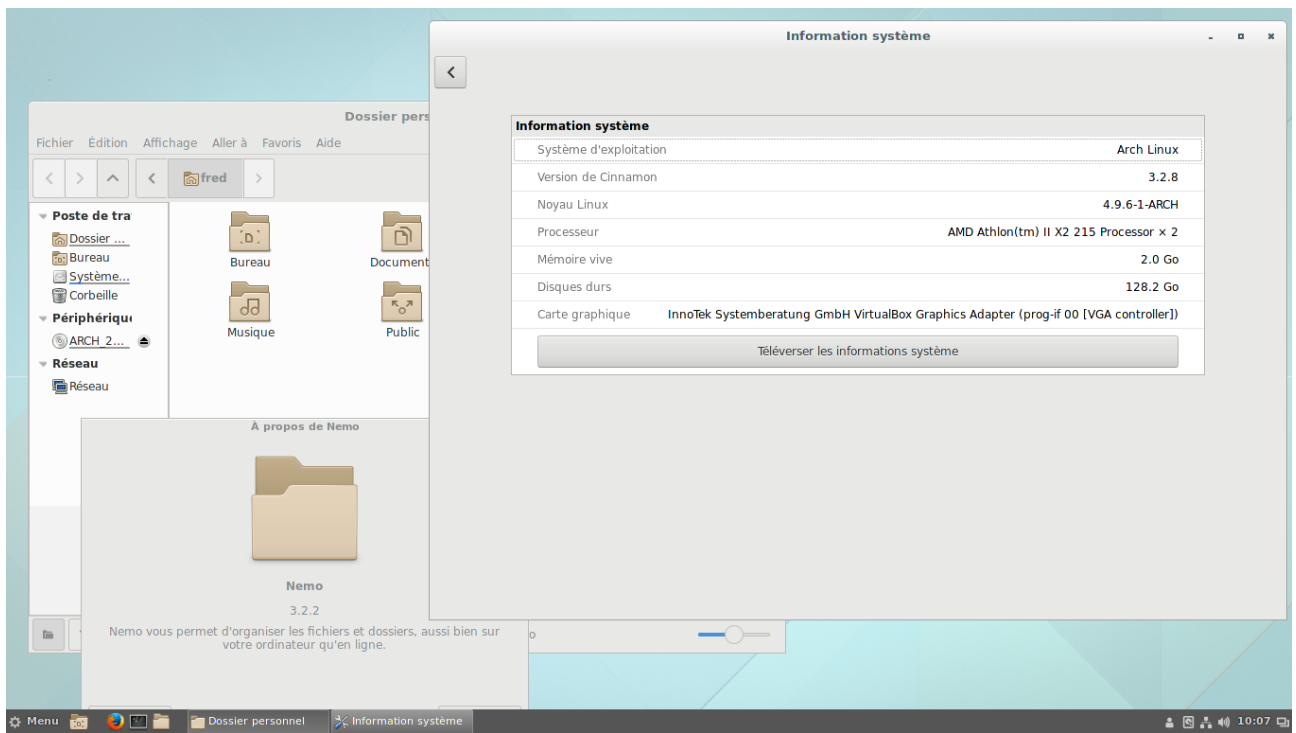 Information système
Dossier pers
Fichier Édition Affichage Aller à Favoris Aide
fred
Poste de tra
Dossier ...
Bureau
Système...
Corbeille
Périphériqu
ARCH_2...
Réseau
Réseau
Bureau
Document
Musique
Public
Information système
Système d'exploitation Arch Linux
Version de Cinnamon 3.2.8
Noyau Linux 4.9.6-1-ARCH
Processeur AMD Athlon(tm) II X2 215 Processor × 2
Mémoire vive 2.0 Go
Disques durs 128.2 Go
Carte graphique InnoTek Systemberatung GmbH VirtualBox Graphics Adapter (prog-if 00 [VGA controller])
Téléverser les informations système
À propos de Nemo
Nemo
3.2.2
Nemo vous permet d'organiser les fichiers et dossiers, aussi bien sur
votre ordinateur qu'en ligne.
o
Menu Dossier personnel Information système 10:07